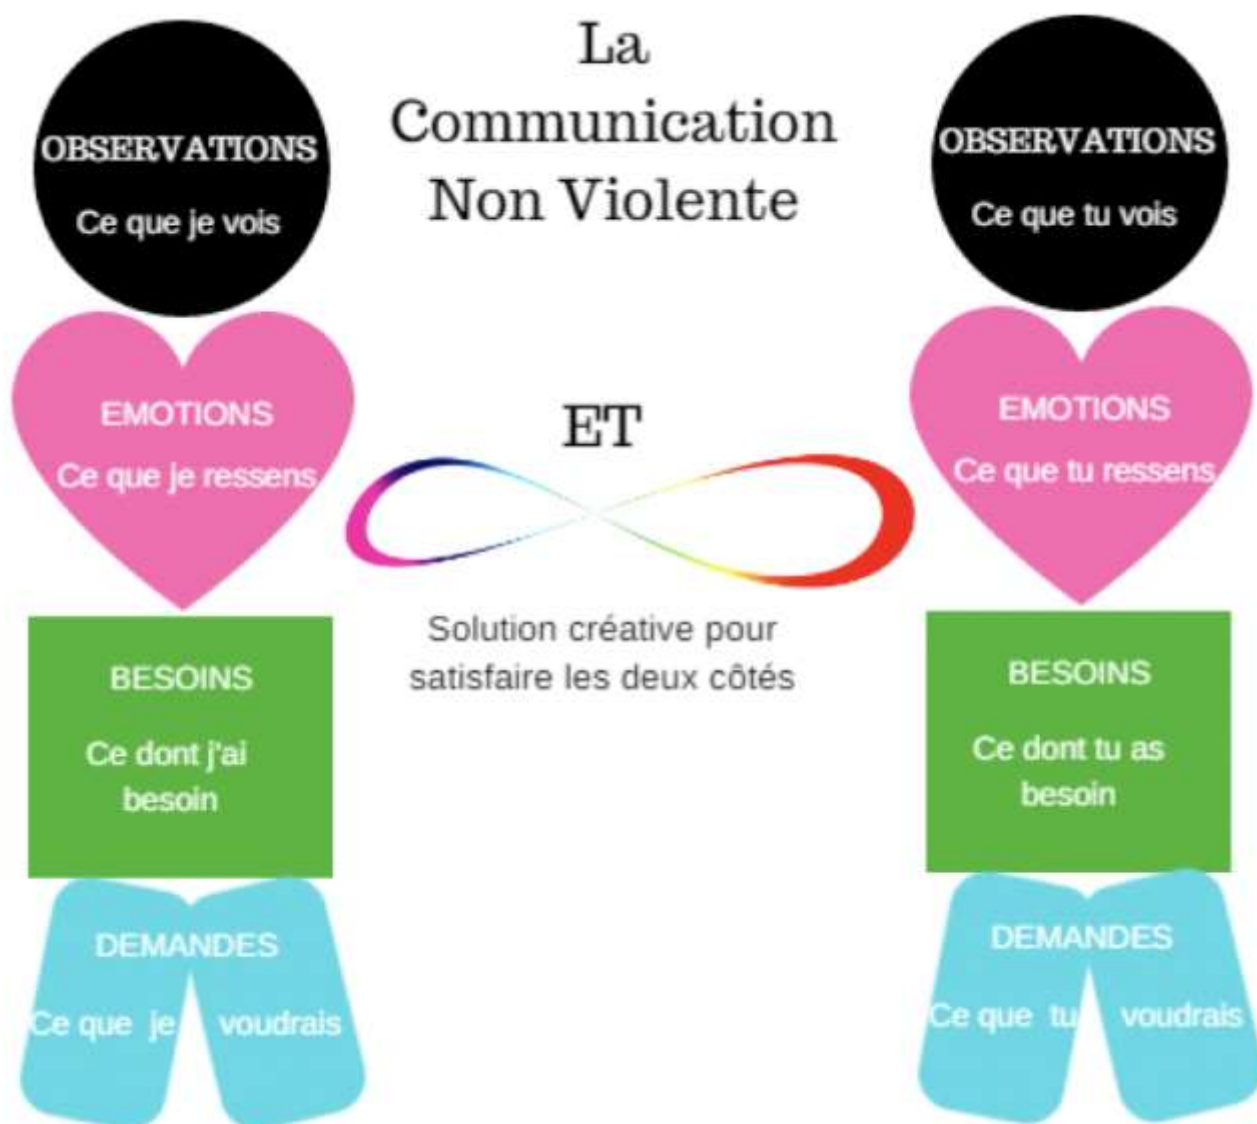 La
Communication
Non Violente
OBSERVATIONS
Ce que je vois
EMOTIONS
Ce que je ressens
BESOINS
Ce dont j'ai
besoin
DEMANDES
Ce que je voudrais
ET
Solution créative pour
satisfaire les deux côtés
OBSERVATIONS
Ce que tu vois
EMOTIONS
Ce que tu ressens
BESOINS
Ce dont tu as
besoin
DEMANDES
Ce que tu voudrais